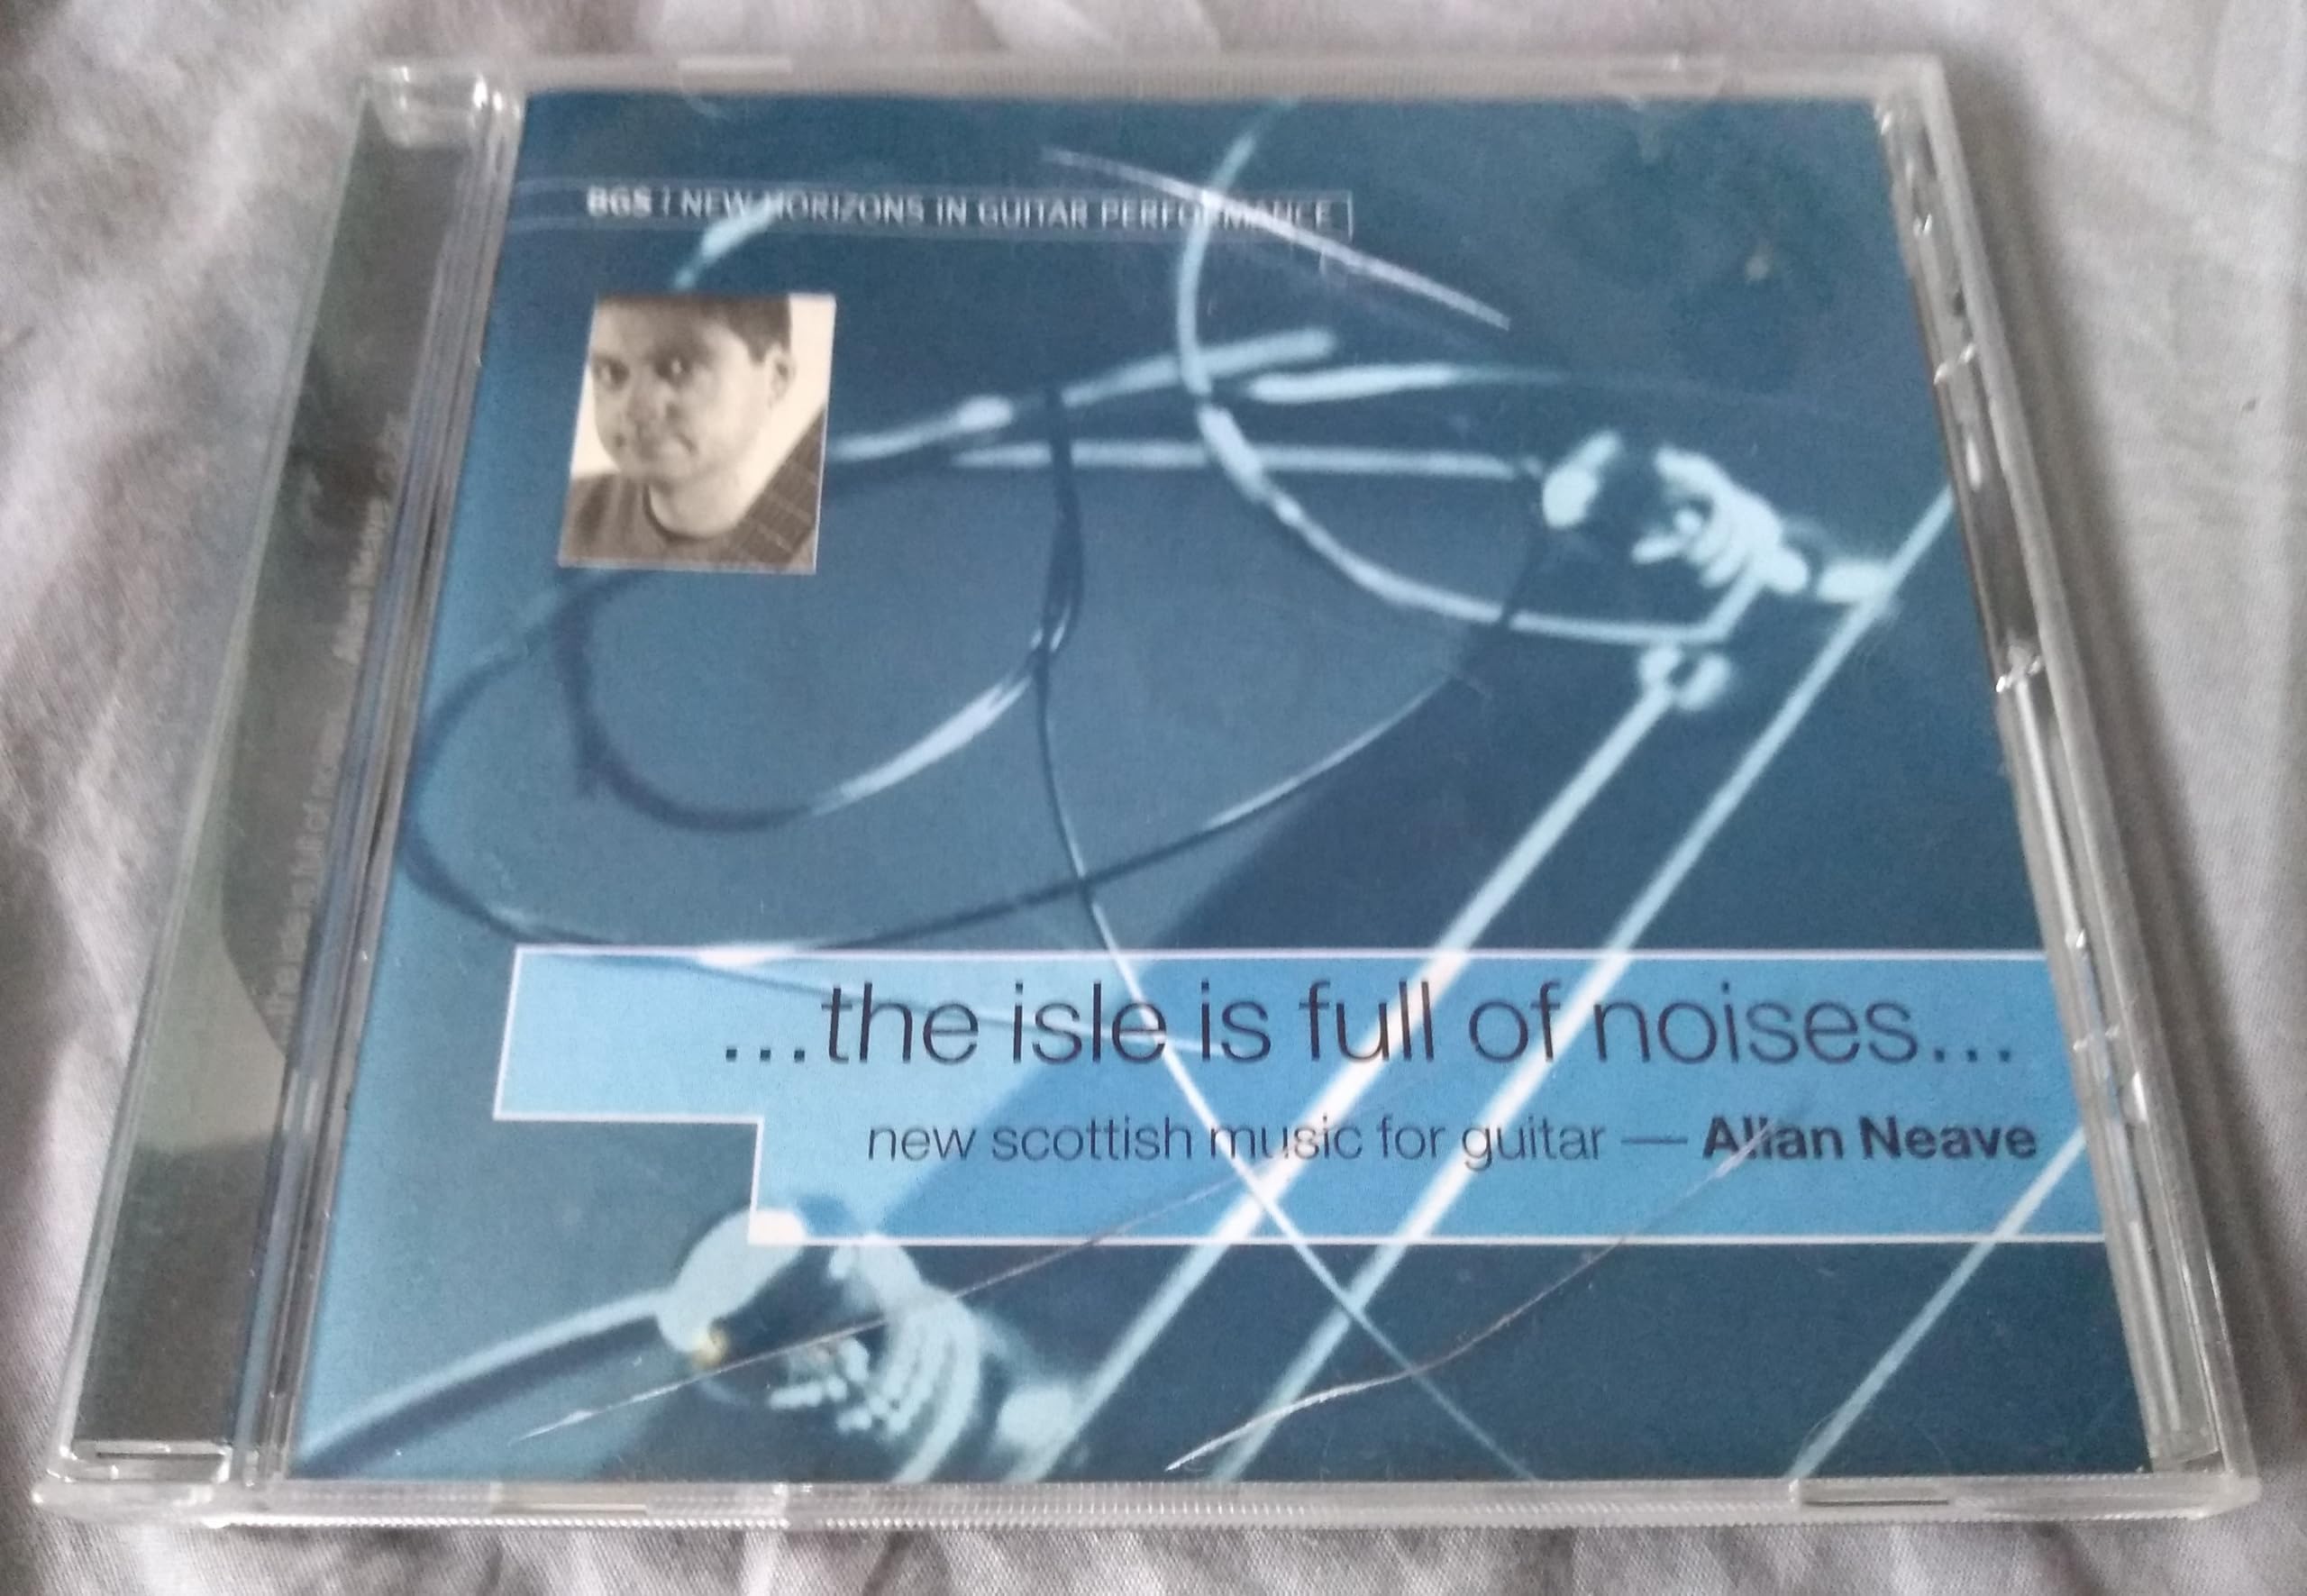 BGS / NEW HORIZONS IN GUITAR PERFORMANCE
...the isle is full of noises...
new scottish music for guitar — Allan Neave